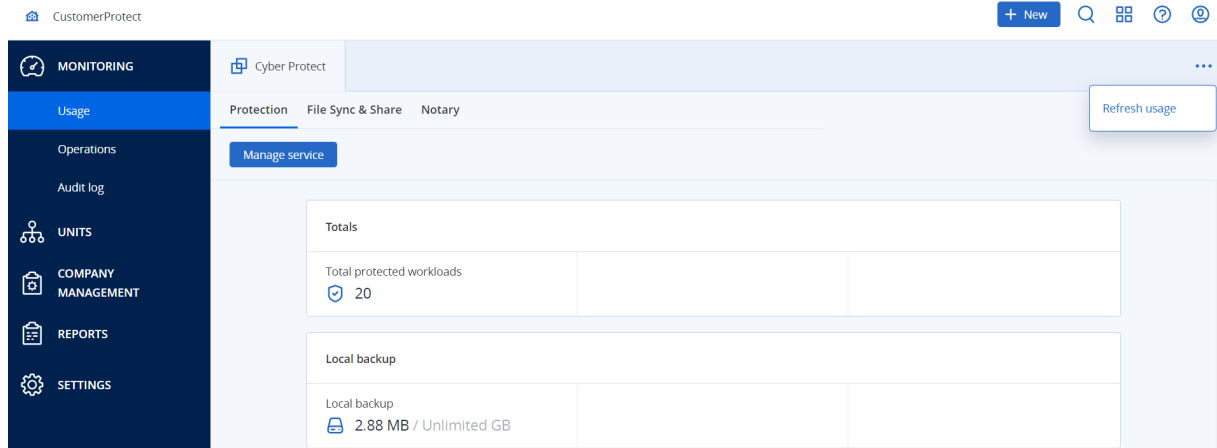 CustomerProtect
+ New
MONITORING
Usage
Operations
Audit log
UNITS
COMPANY
MANAGEMENT
REPORTS
SETTINGS
Cyber Protect
Refresh usage
Protection File Sync & Share Notary
Manage service
Totals
Total protected workloads
20
Local backup
Local backup
2.88 MB / Unlimited GB